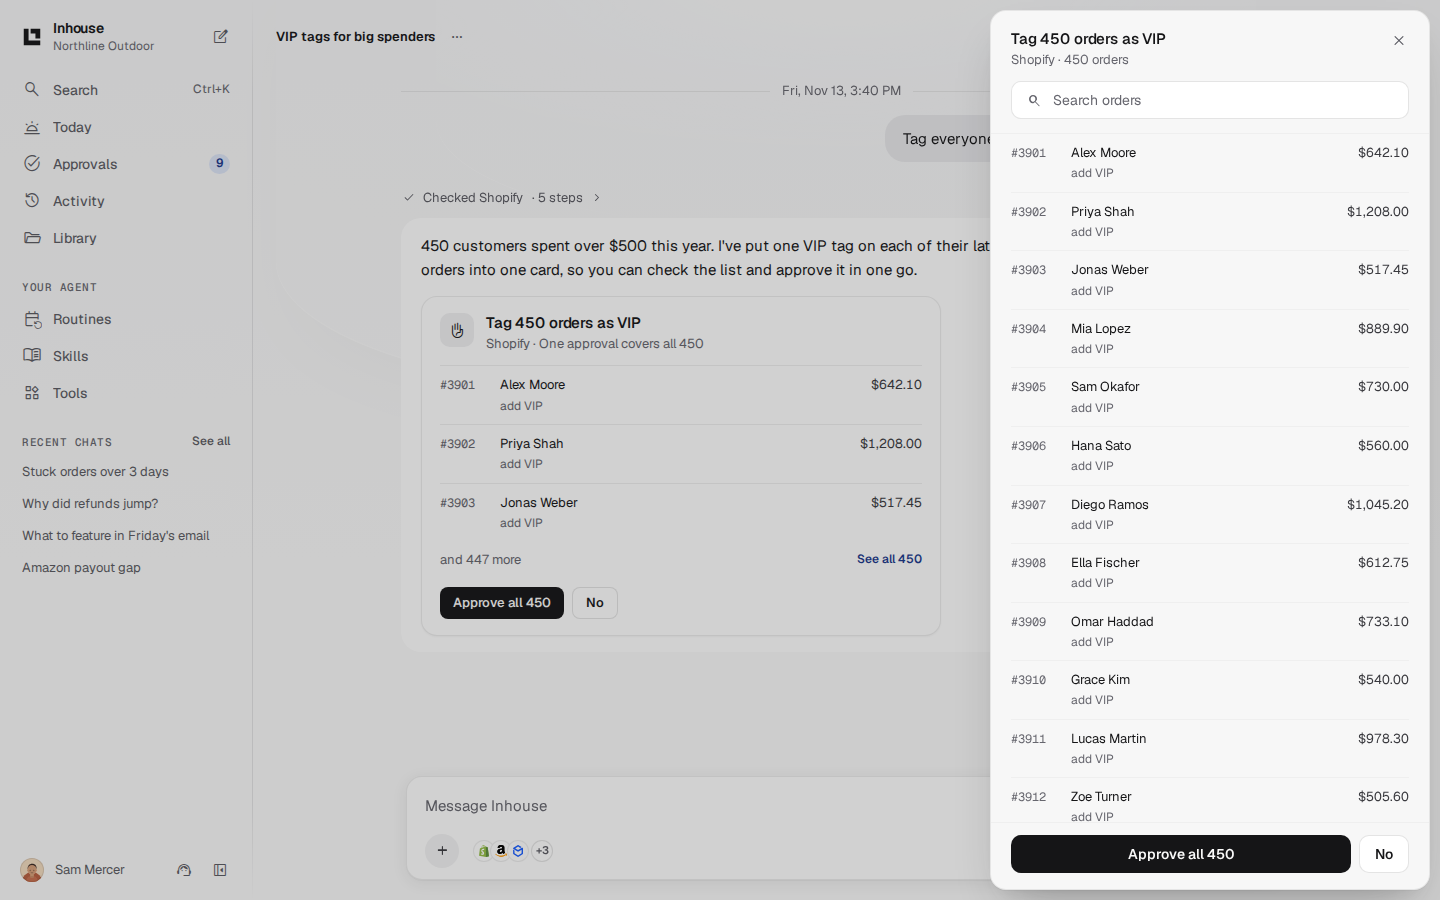 Inhouse
Northline Outdoor
Search Ctrl+K
Today
Approvals 9
Activity
Library
YOUR AGENT
Routines
Skills
Tools
RECENT CHATS See all
Stuck orders over 3 days
Why did refunds jump?
What to feature in Friday's email
Amazon payout gap
Sam Mercer
VIP tags for big spenders ...
Fri, Nov 13, 3:40 PM
Tag everyone
Checked Shopify · 5 steps
450 customers spent over $500 this year. I've put one VIP tag on each of their
orders into one card, so you can check the list and approve it in one go.
Tag 450 orders as VIP
Shopify · One approval covers all 450
#3901 Alex Moore $642.10
add VIP
#3902 Priya Shah $1,208.00
add VIP
#3903 Jonas Weber $517.45
add VIP
and 447 more See all 450
Approve all 450 No
Message Inhouse
+3
Tag 450 orders as VIP
Shopify · 450 orders
Search orders
#3901 Alex Moore $642.10
add VIP
#3902 Priya Shah $1,208.00
add VIP
#3903 Jonas Weber $517.45
add VIP
#3904 Mia Lopez $889.90
add VIP
#3905 Sam Okafor $730.00
add VIP
#3906 Hana Sato $560.00
add VIP
#3907 Diego Ramos $1,045.20
add VIP
#3908 Ella Fischer $612.75
add VIP
#3909 Omar Haddad $733.10
add VIP
#3910 Grace Kim $540.00
add VIP
#3911 Lucas Martin $978.30
add VIP
#3912 Zoe Turner $505.60
add VIP
Approve all 450 No